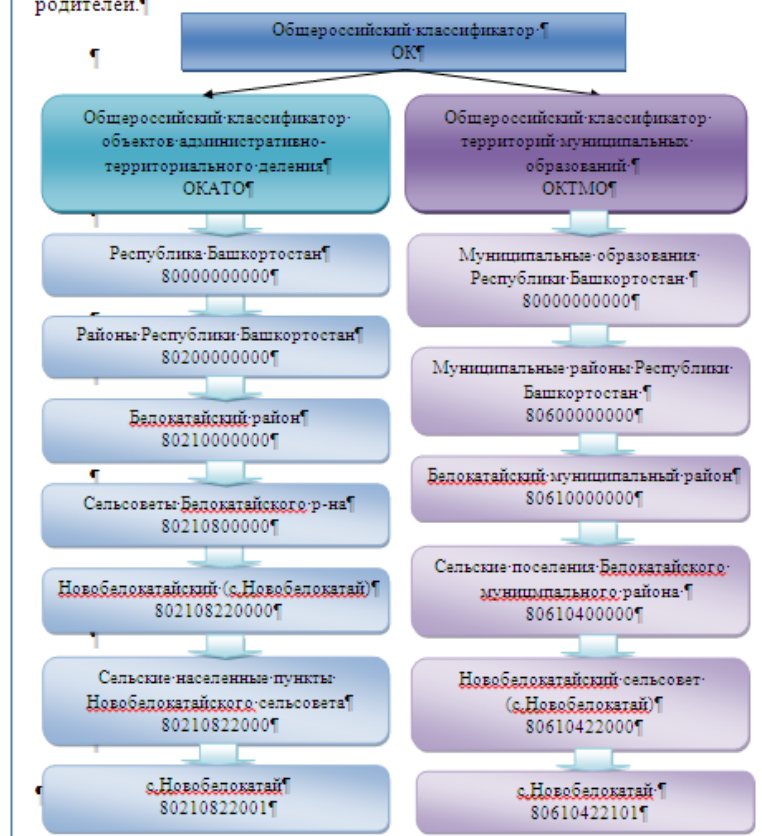 родителей.¶
Общероссийский классификатор ¶
ОК¶
¶
Общероссийский классификатор
объектов административно-
территориального деления¶
ОКАТО¶
¶
Республика Башкортостан¶
80000000000¶
Районы Республики Башкортостан¶
80200000000¶
Белокатайский район¶
80210000000¶
¶
Сельсоветы Белокатайского р-на¶
80210800000¶
Новобелокатайский (с.Новобелокатай)¶
802108220000¶
Сельские населенные пункты
Новобелокатайского сельсовета¶
80210822000¶
¶
с.Новобелокатай¶
80210822001¶
Общероссийский классификатор
территорий муниципальных
образований ¶
ОКТМО¶
Муниципальные образования
Республики Башкортостан ¶
80000000000¶
Муниципальные районы Республики
Башкортостан ¶
80600000000¶
Белокатайский муниципальный район¶
80610000000¶
Сельские поселения Белокатайского
муницмпального района ¶
80610400000¶
Новобелокатайский сельсовет
(с.Новобелокатай)¶
80610422000¶
с.Новобелокатай ¶
80610422101¶